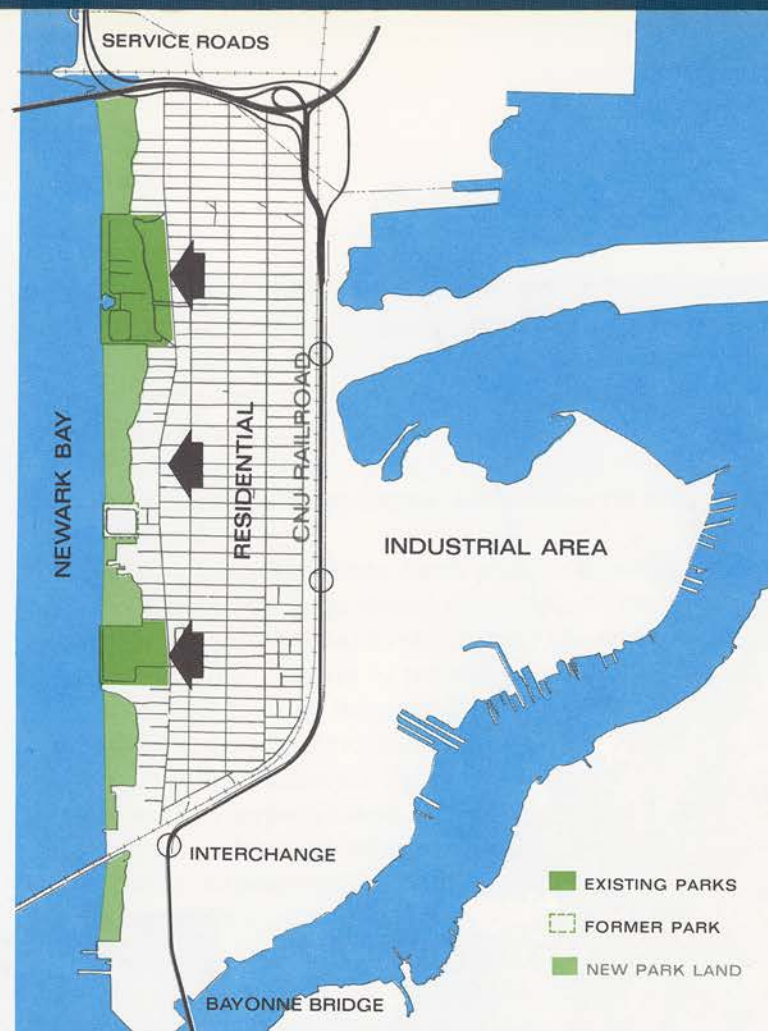 SERVICE ROADS
NEWARK BAY
RESIDENTIAL
CNJ RAILROAD
INDUSTRIAL AREA
INTERCHANGE
EXISTING PARKS
FORMER PARK
NEW PARK LAND
BAYONNE BRIDGE